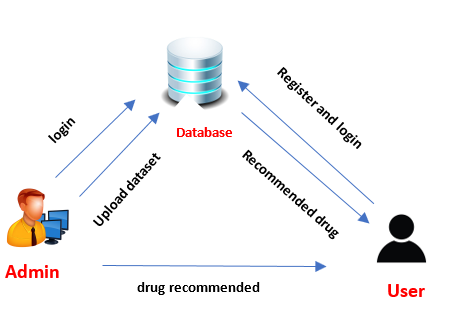 Database
login
Upload dataset
Register and login
Recommended drug
Admin
drug recommended
User